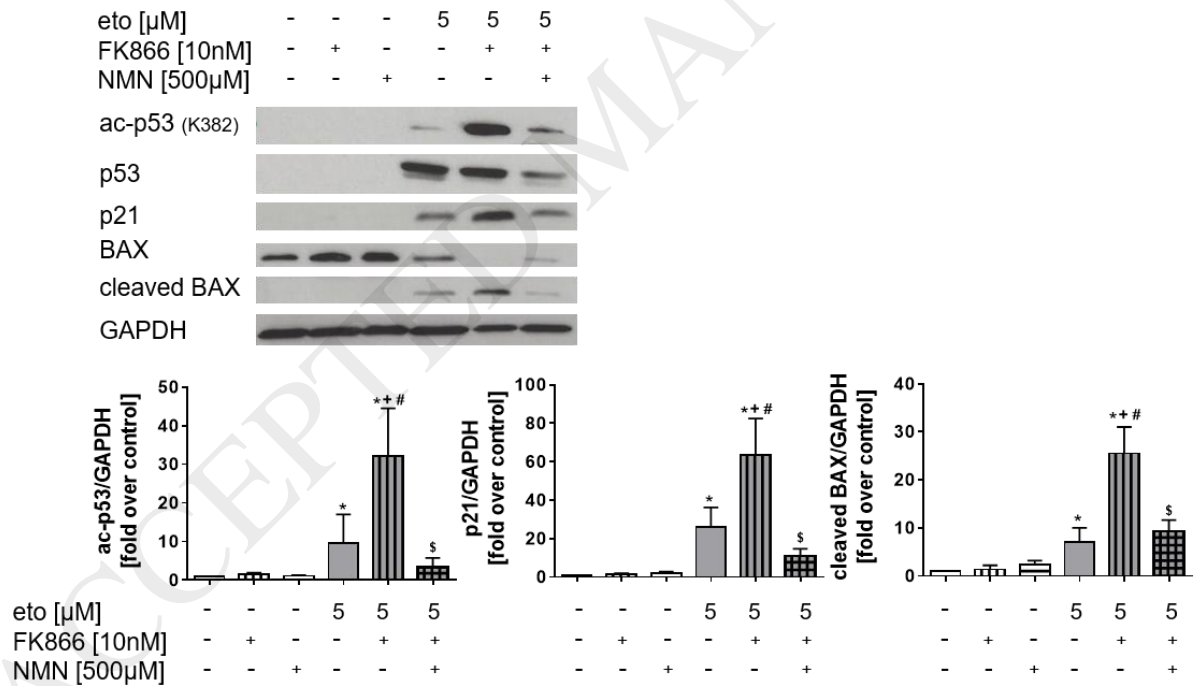 eto [µM] - - - 5 5 5
FK866 [10nM] - + - - + +
NMN [500µM] - - + - - +
ac-p53 (K382)
p53
p21
BAX
cleaved BAX
GAPDH
ac-p53/GAPDH
[fold over control]
50
40
30
20
10
0
*
*+#
$
p21/GAPDH
[fold over control]
100
80
60
40
20
0
*
*+#
$
cleaved BAX/GAPDH
[fold over control]
40
30
20
10
0
*
*+#
$
eto [µM] - - - 5 5 5 - - - 5 5 5 - - - 5 5 5
FK866 [10nM] - + - - + + - + - - + + - + - - + +
NMN [500µM] - - + - - + - - + - - + - - + - - +
ACCEPTED MA